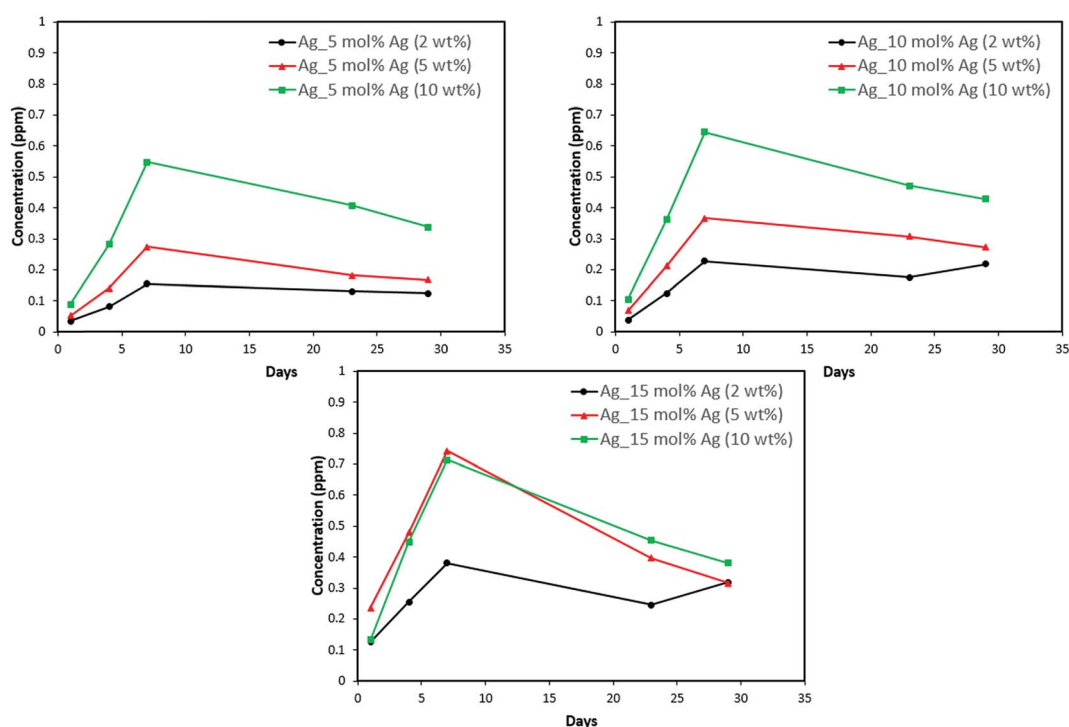 1
0.9
0.8
0.7
0.6
0.5
0.4
0.3
0.2
0.1
0
Concentration (ppm)
Ag_5 mol% Ag (2 wt%)
Ag_5 mol% Ag (5 wt%)
Ag_5 mol% Ag (10 wt%)
0 5 10 15 20 25 30 35
Days
1
0.9
0.8
0.7
0.6
0.5
0.4
0.3
0.2
0.1
0
Concentration (ppm)
Ag_10 mol% Ag (2 wt%)
Ag_10 mol% Ag (5 wt%)
Ag_10 mol% Ag (10 wt%)
0 5 10 15 20 25 30 35
Days
1
0.9
0.8
0.7
0.6
0.5
0.4
0.3
0.2
0.1
0
Concentration (ppm)
Ag_15 mol% Ag (2 wt%)
Ag_15 mol% Ag (5 wt%)
Ag_15 mol% Ag (10 wt%)
0 5 10 15 20 25 30 35
Days